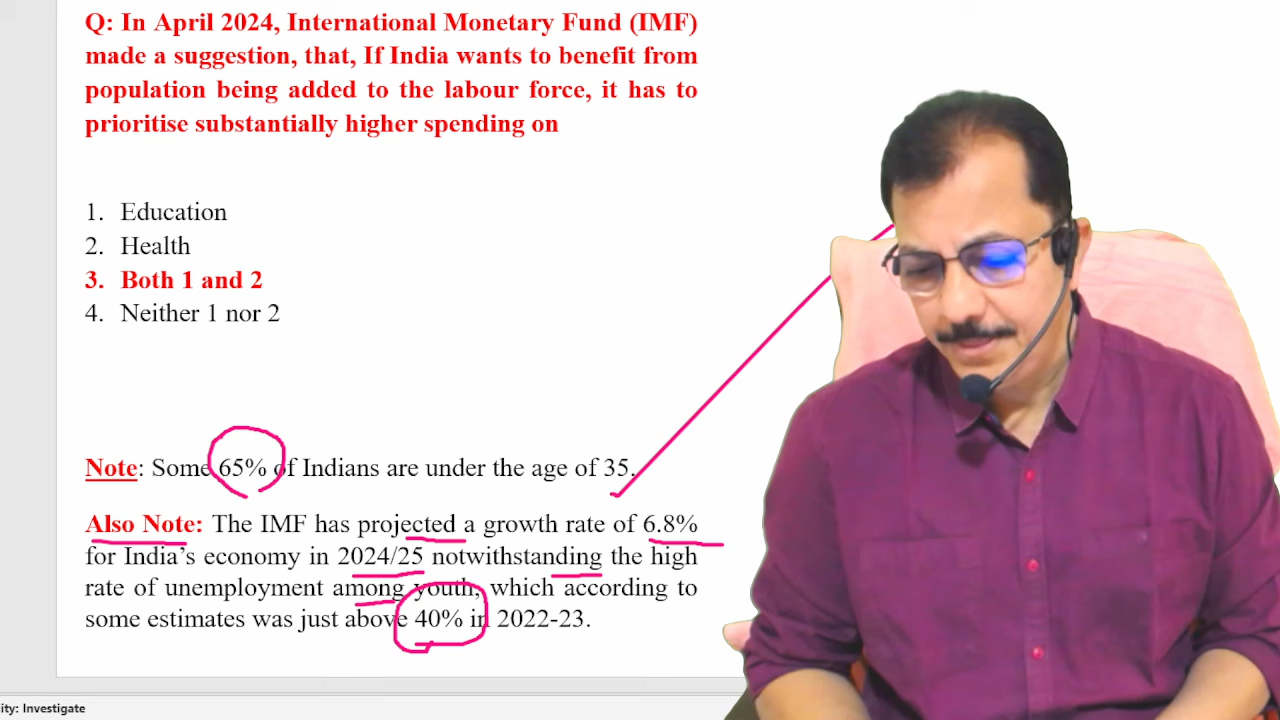 Q: In April 2024, International Monetary Fund (IMF)
made a suggestion, that, If India wants to benefit from
population being added to the labour force, it has to
prioritise substantially higher spending on
1. Education
2. Health
3. Both 1 and 2
4. Neither 1 nor 2
Note: Some 65% of Indians are under the age of 35.
Also Note: The IMF has projected a growth rate of 6.8%
for India’s economy in 2024/25 notwithstanding the high
rate of unemployment among youth, which according to
some estimates was just above 40% in 2022-23.
ity: Investigate